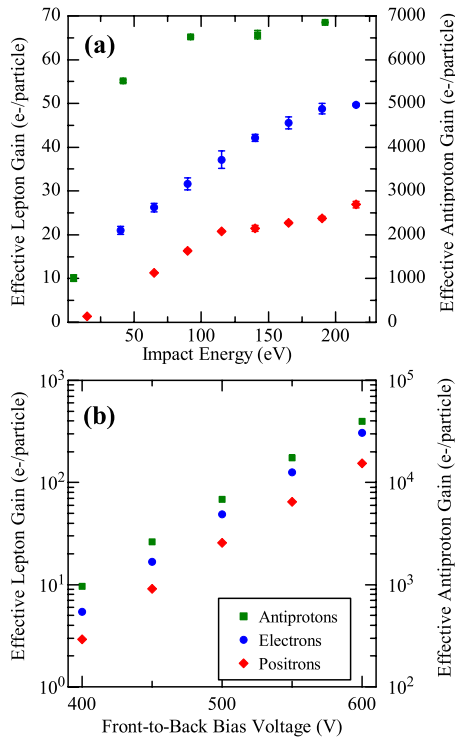 (a)
Effective Lepton Gain (e-/particle)
70
60
50
40
30
20
10
0
7000
6000
5000
4000
3000
2000
1000
0
Effective Antiproton Gain (e-/particle)
0 50 100 150 200
Impact Energy (eV)
(b)
Effective Lepton Gain (e-/particle)
10³
10²
10¹
10⁰
10⁵
10⁴
10³
10²
Effective Antiproton Gain (e-/particle)
Antiprotons
Electrons
Positrons
400 450 500 550 600
Front-to-Back Bias Voltage (V)